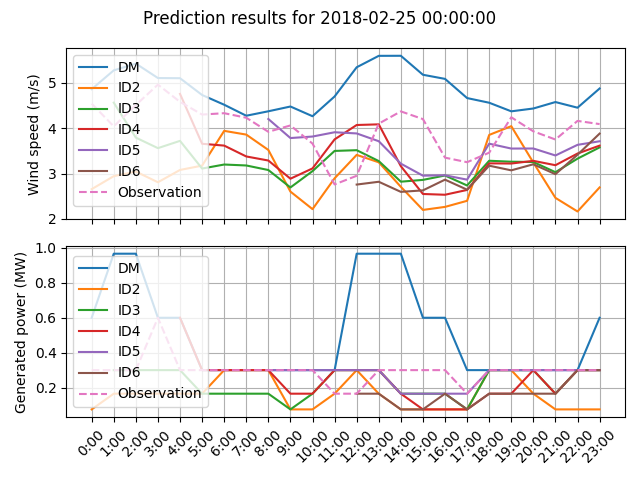 Prediction results for 2018-02-25 00:00:00
Wind speed (m/s)
5
4
3
2
DM
ID2
ID3
ID4
ID5
ID6
Observation
Generated power (MW)
1.0
0.8
0.6
0.4
0.2
DM
ID2
ID3
ID4
ID5
ID6
Observation
0:00
1:00
2:00
3:00
4:00
5:00
6:00
7:00
8:00
9:00
10:00
11:00
12:00
13:00
14:00
15:00
16:00
17:00
18:00
19:00
20:00
21:00
22:00
23:00